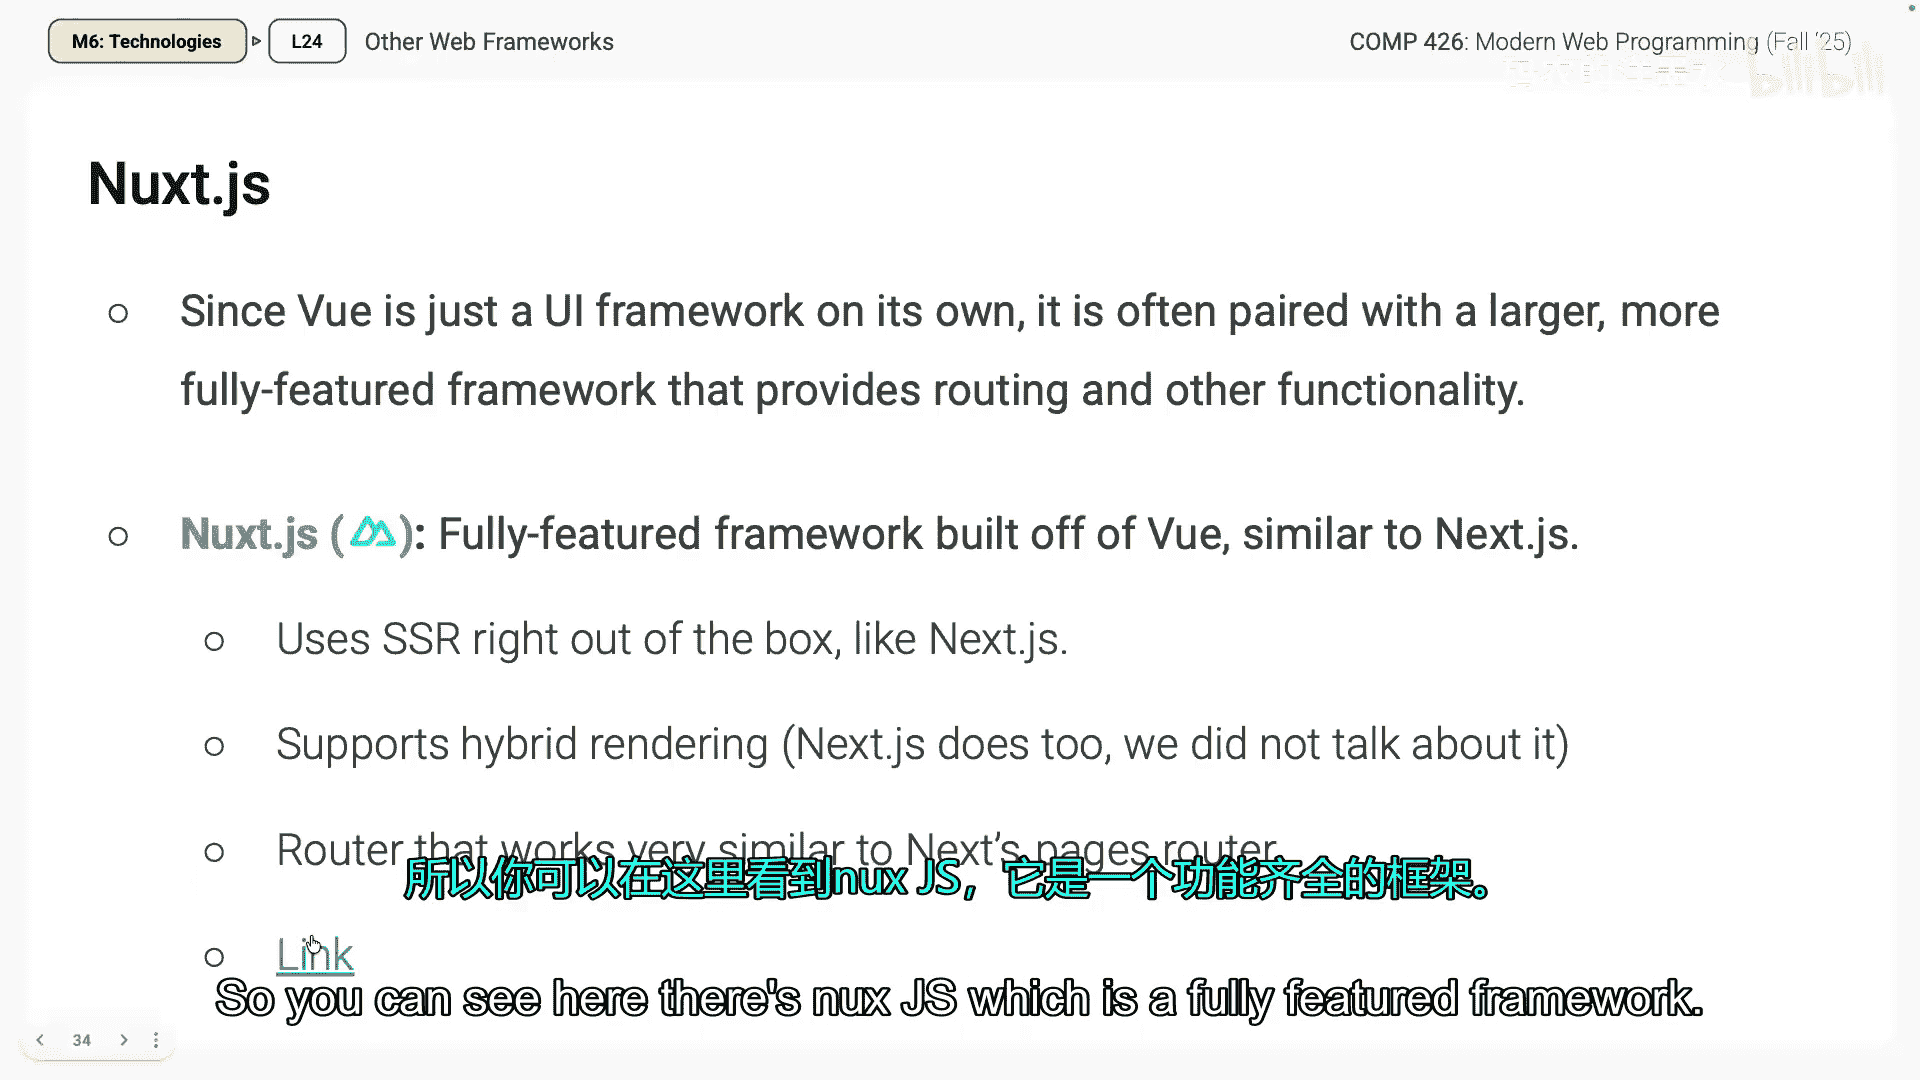 M6: Technologies
L24
Other Web Frameworks
COMP 426: Modern Web Programming (Fall '25)
bilibili
Nuxt.js
Since Vue is just a UI framework on its own, it is often paired with a larger, more
fully-featured framework that provides routing and other functionality.
Nuxt.js ( ): Fully-featured framework built off of Vue, similar to Next.js.
Uses SSR right out of the box, like Next.js.
Supports hybrid rendering (Next.js does too, we did not talk about it)
Router that works very similar to Next's pages router
所以你可以在这里看到nux JS，它是一个功能齐全的框架。
Link
So you can see here there's nux JS which is a fully featured framework.
34